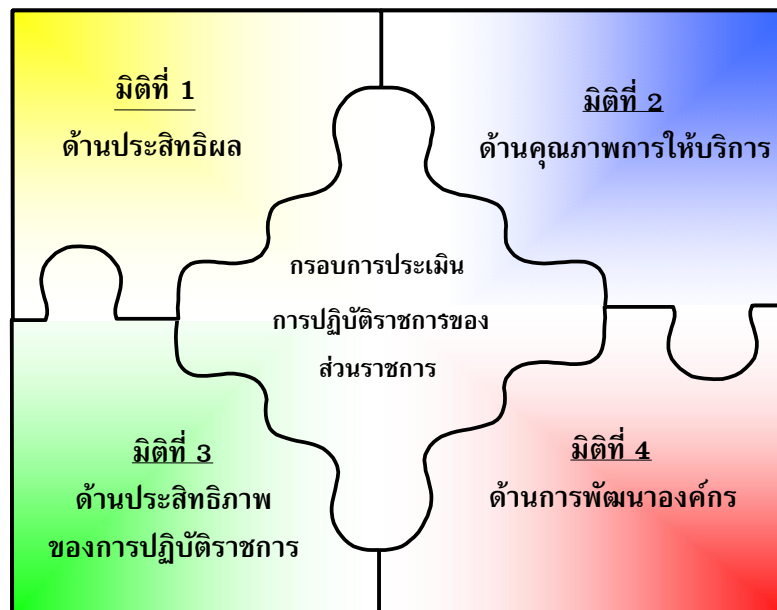 มิติที่ 1
ด้านประสิทธิผล
มิติที่ 2
ด้านคุณภาพการให้บริการ
กรอบการประเมิน
การปฏิบัติราชการของ
ส่วนราชการ
มิติที่ 3
ด้านประสิทธิภาพ
ของการปฏิบัติราชการ
มิติที่ 4
ด้านการพัฒนาองค์กร